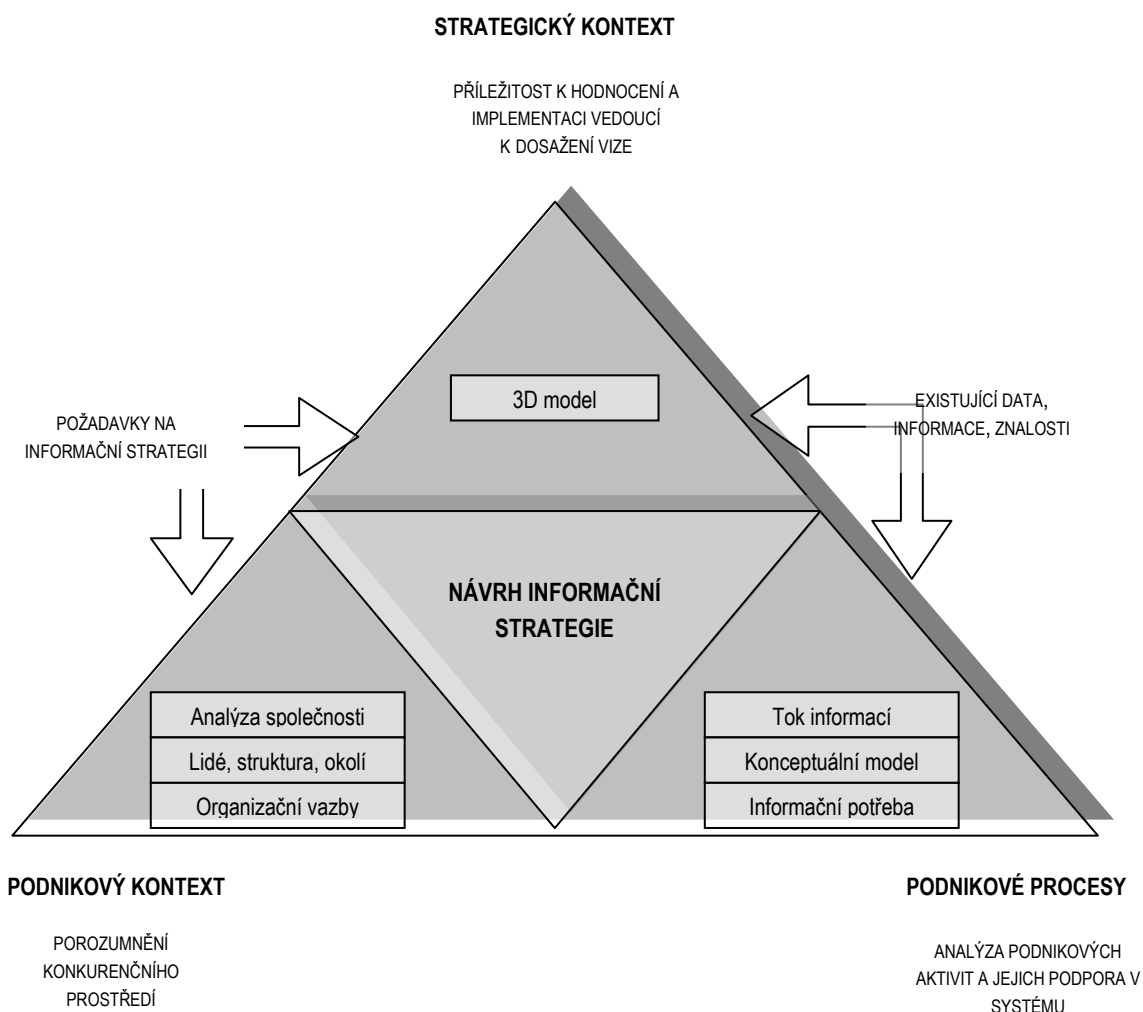 STRATEGICKÝ KONTEXT
PŘÍLEŽITOST K HODNOCENÍ A
IMPLEMENTACI VEDOUCÍ
K DOSAŽENÍ VIZE
3D model
POŽADAVKY NA
INFORMAČNÍ STRATEGII
EXISTUJÍCÍ DATA,
INFORMACE, ZNALOSTI
NÁVRH INFORMAČNÍ
STRATEGIE
Analýza společnosti
Lidé, struktura, okolí
Organizační vazby
Tok informací
Konceptuální model
Informační potřeba
PODNIKOVÝ KONTEXT
POROZUMNĚNÍ
KONKURENČNÍHO
PROSTŘEDÍ
PODNIKOVÉ PROCESY
ANALÝZA PODNIKOVÝCH
AKTIVIT A JEJICH PODPORA V
SYSTÉMU